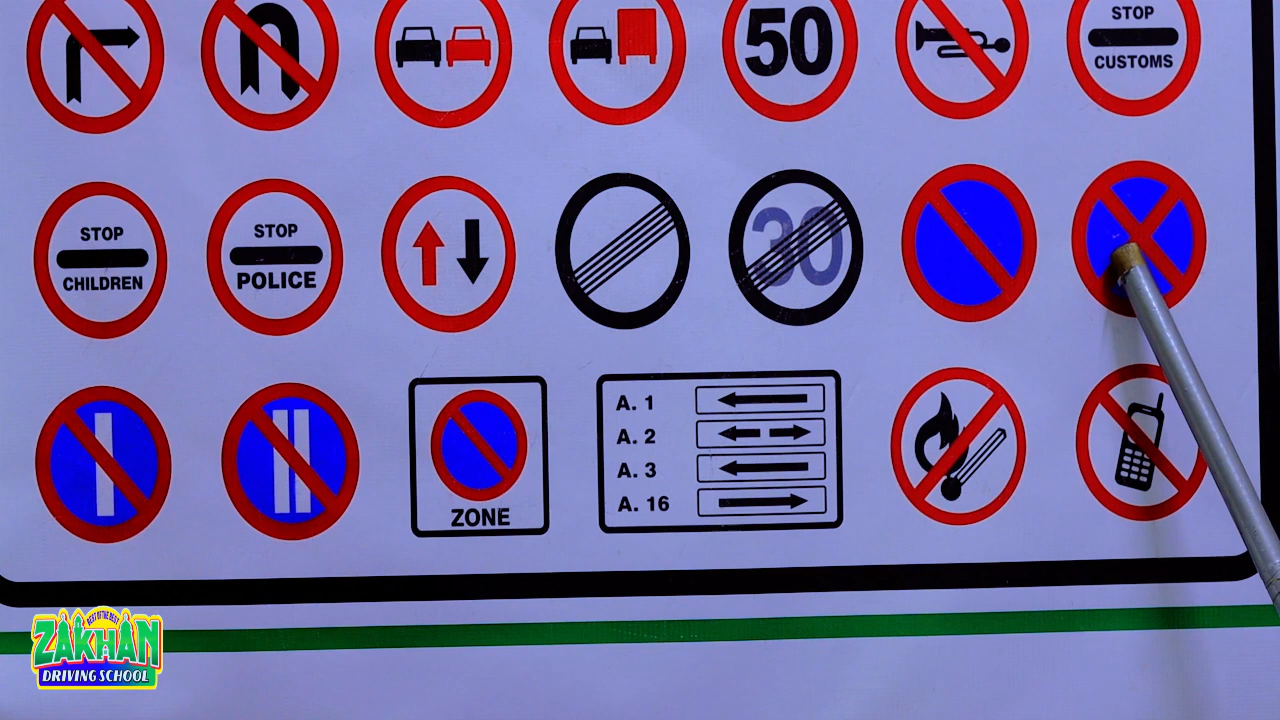 50
STOP
CUSTOMS
STOP
CHILDREN
STOP
POLICE
30
ZONE
A. 1
A. 2
A. 3
A. 16
BEST OF THE BEST
ZAKHAN
DRIVING SCHOOL